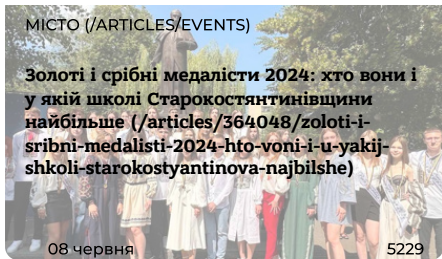 МІСТО (/ARTICLES/EVENTS)
Золоті і срібні медалісти 2024: хто вони і
у якій школі Старокостянтинівщини
найбільше (/articles/364048/zoloti-i-
sribni-medalisti-2024-hto-voni-i-u-yakij-
shkoli-starokostyantinova-najbilshe)
08 червня
5229